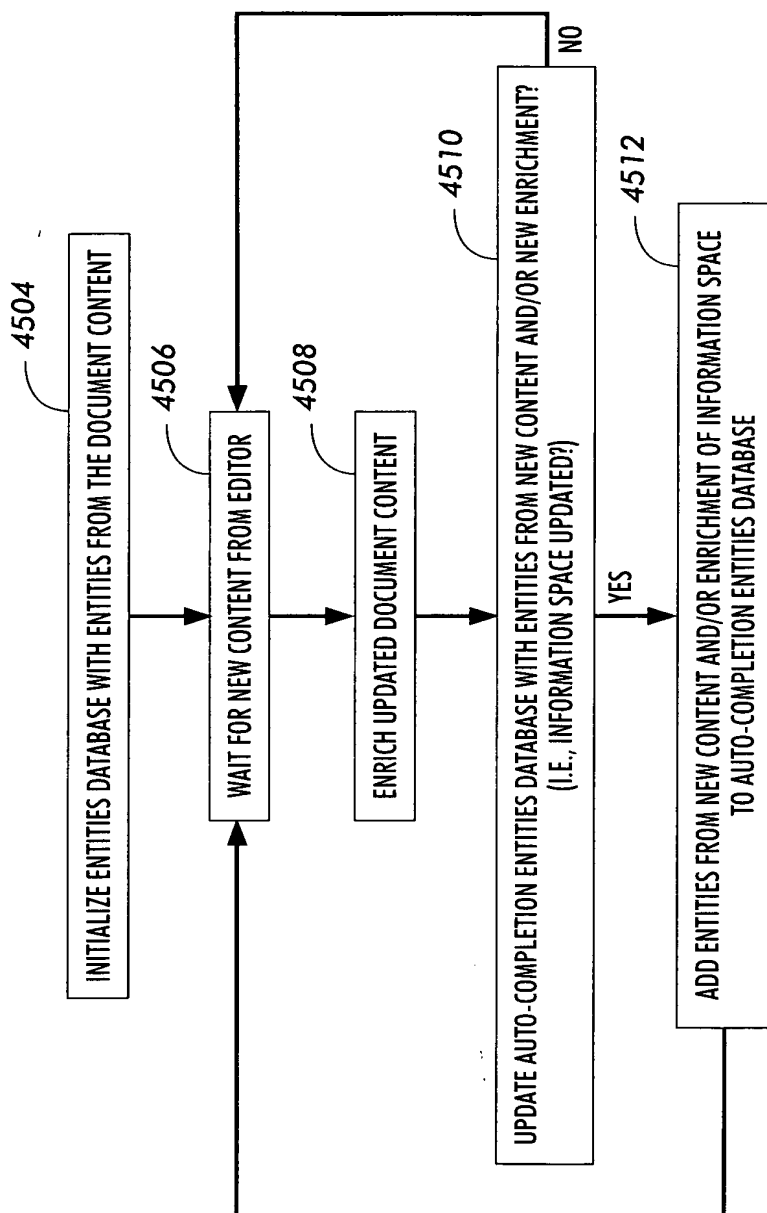 4504
INITIALIZE ENTITIES DATABASE WITH ENTITIES FROM THE DOCUMENT CONTENT
4506
WAIT FOR NEW CONTENT FROM EDITOR
4508
ENRICH UPDATED DOCUMENT CONTENT
4510
UPDATE AUTO-COMPLETION ENTITIES DATABASE WITH ENTITIES FROM NEW CONTENT AND/OR NEW ENRICHMENT?
(I.E., INFORMATION SPACE UPDATED?)
NO
YES
4512
ADD ENTITIES FROM NEW CONTENT AND/OR ENRICHMENT OF INFORMATION SPACE
TO AUTO-COMPLETION ENTITIES DATABASE